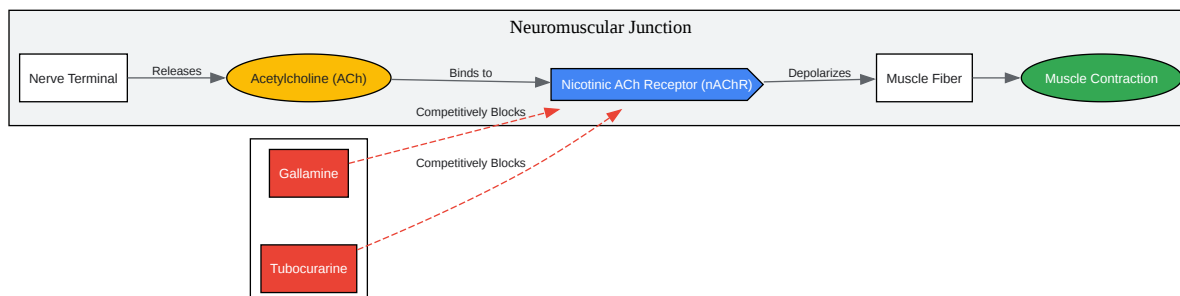 Neuromuscular Junction
Nerve Terminal
Releases
Acetylcholine (ACh)
Binds to
Nicotinic ACh Receptor (nAChR)
Depolarizes
Muscle Fiber
Muscle Contraction
Competitively Blocks
Gallamine
Competitively Blocks
Tubocurarine